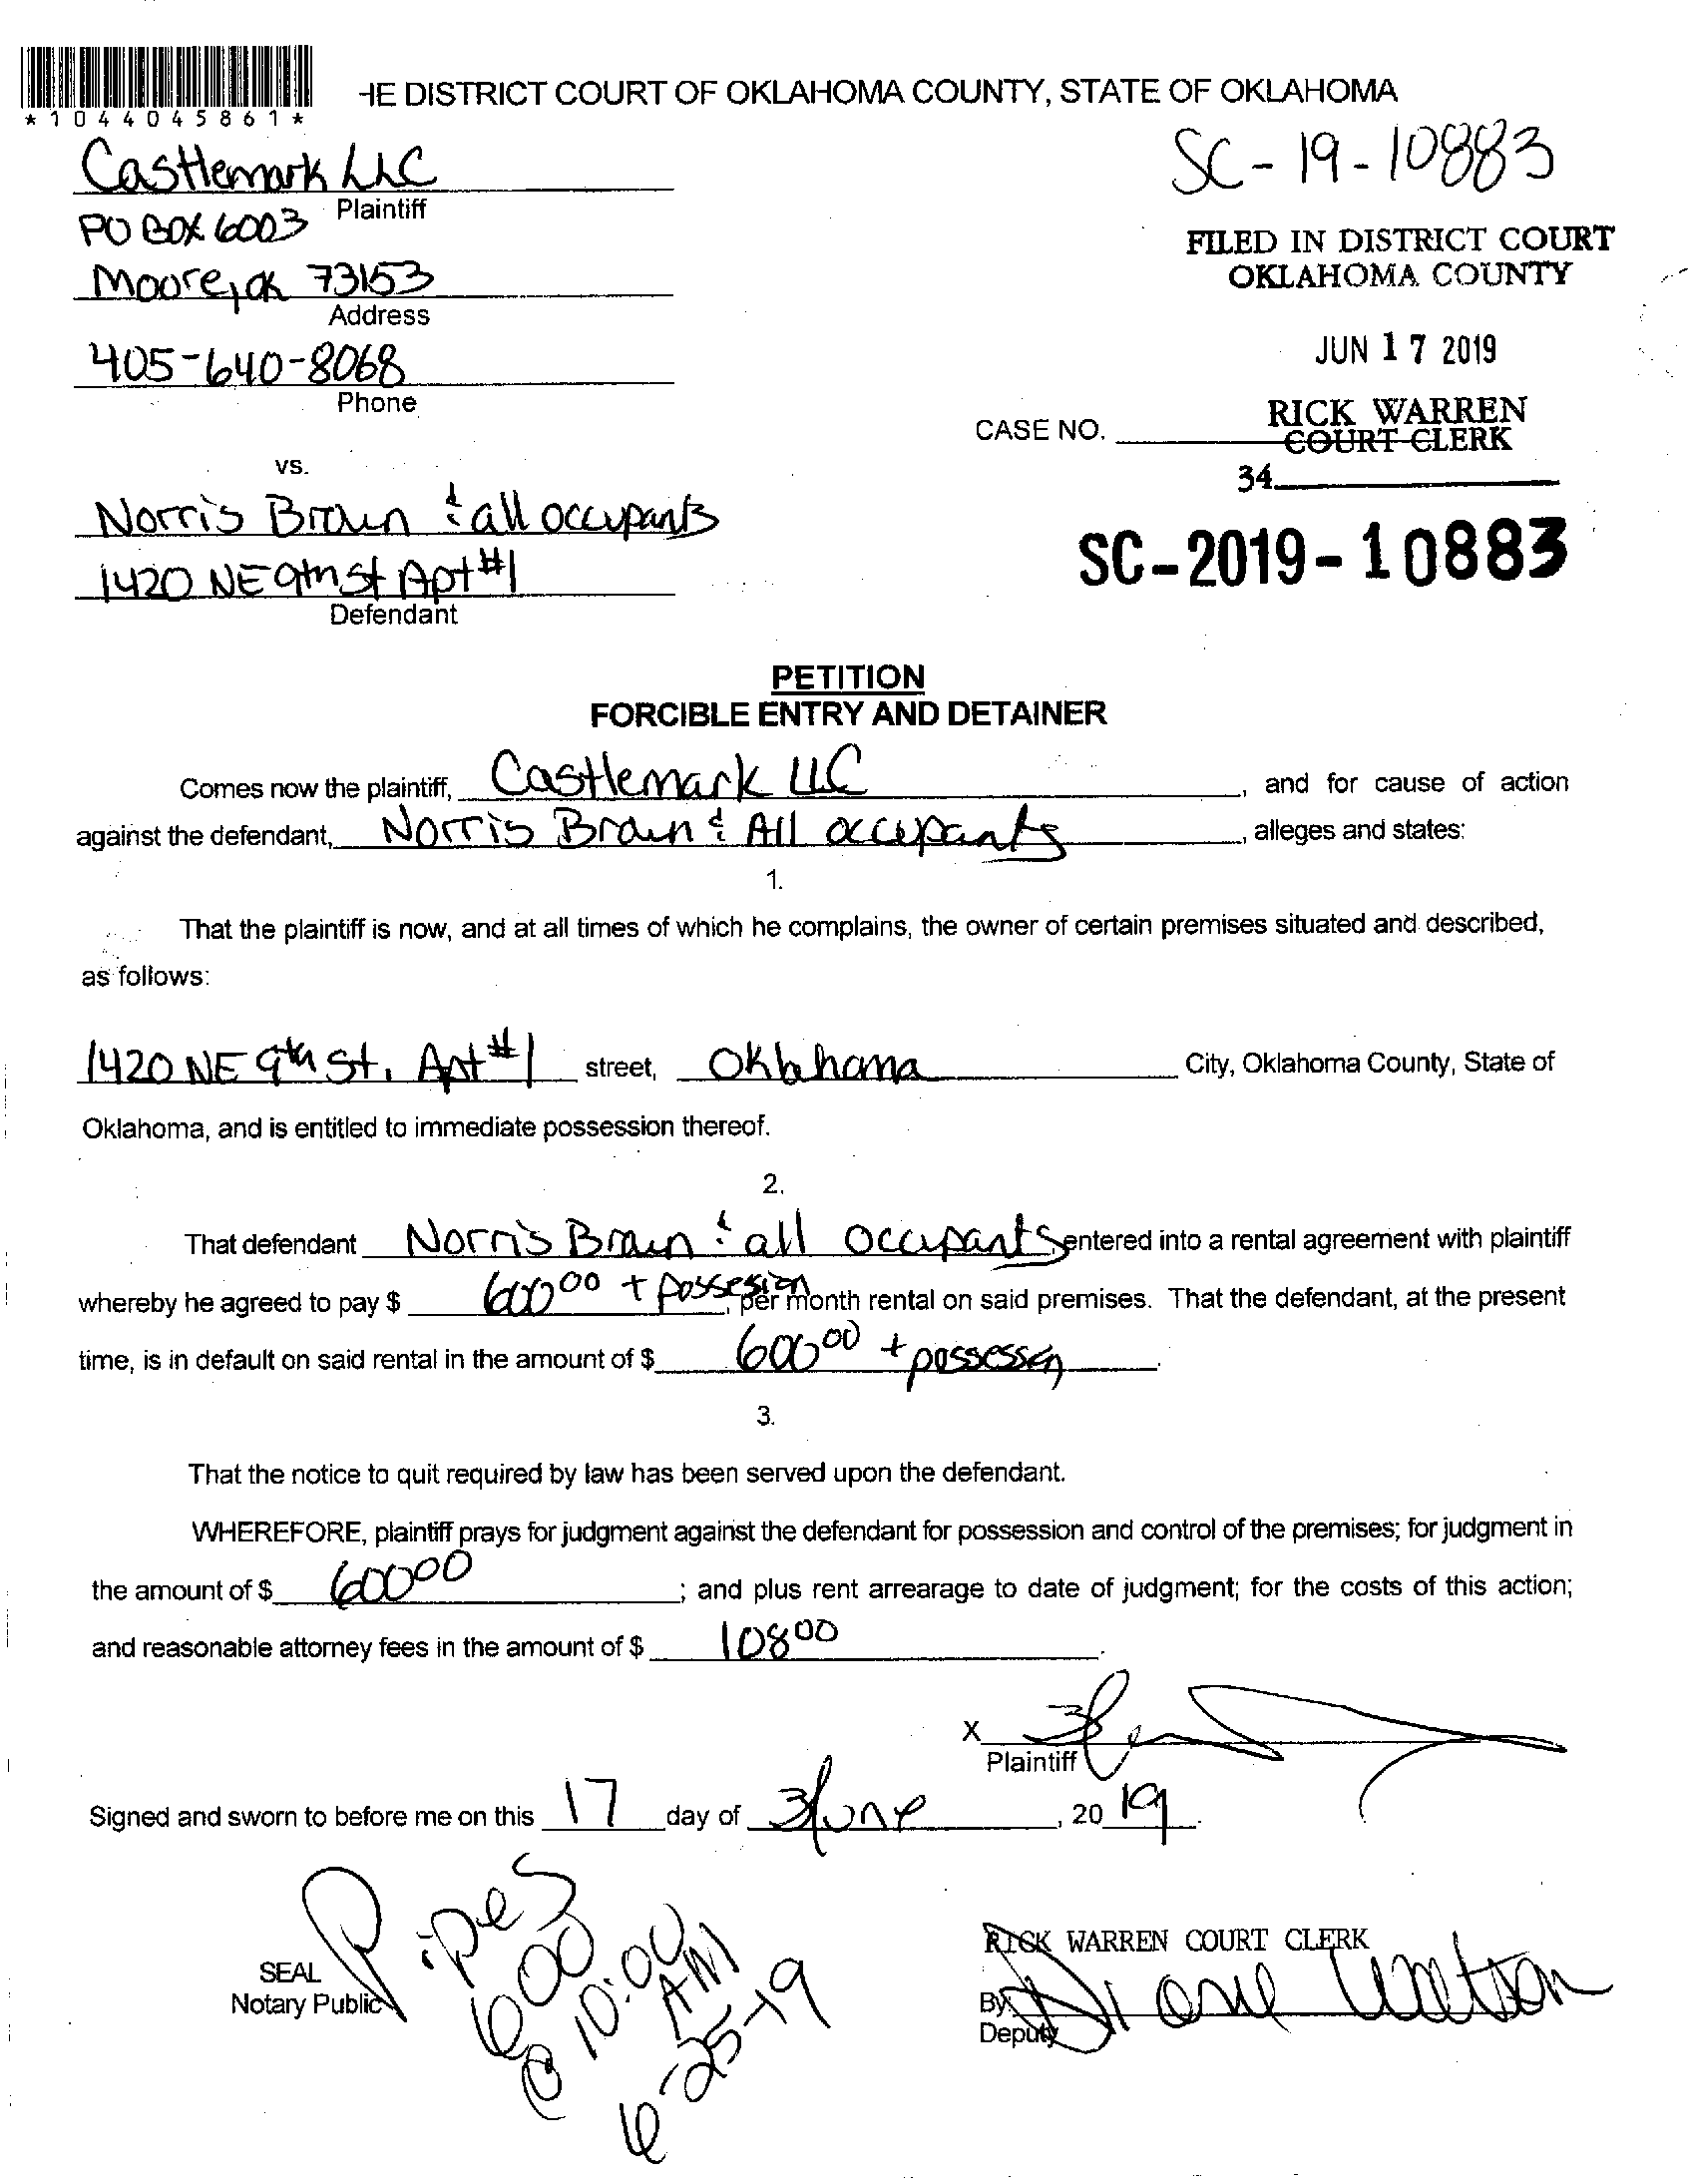 *1044045861*
HE DISTRICT COURT OF OKLAHOMA COUNTY, STATE OF OKLAHOMA
Castlemark LLC
Plaintiff
SC-19-10883
PO BOX 6003
Moore, OK 73153
Address
FILED IN DISTRICT COURT
OKLAHOMA COUNTY
405-640-8068
Phone
JUN 17 2019
CASE NO.
RICK WARREN
COURT CLERK
34
vs.
Norris Brown & all occupants
1420 NE 9th St Apt #1
Defendant
SC-2019-10883
PETITION
FORCIBLE ENTRY AND DETAINER
Comes now the plaintiff, Castlemark LLC, and for cause of action
against the defendant, Norris Brown & All occupants, alleges and states:
1.
That the plaintiff is now, and at all times of which he complains, the owner of certain premises situated and described,
as follows:
1420 NE 9th St, Apt #1 street, Oklahoma City, Oklahoma County, State of
Oklahoma, and is entitled to immediate possession thereof.
2.
That defendant Norris Brown & all occupants entered into a rental agreement with plaintiff
whereby he agreed to pay $ 600.00 + possesion, per month rental on said premises. That the defendant, at the present
time, is in default on said rental in the amount of $ 600.00 + possession.
3.
That the notice to quit required by law has been served upon the defendant.
WHEREFORE, plaintiff prays for judgment against the defendant for possession and control of the premises; for judgment in
the amount of $ 600.00; and plus rent arrearage to date of judgment; for the costs of this action;
and reasonable attorney fees in the amount of $ 108.00.
X
Plaintiff
Signed and sworn to before me on this 17 day of June, 2019.
Pipes
600
@ 10:00
AM
6-25-19
SEAL
Notary Public
RICK WARREN COURT CLERK
By Diane
Deputy